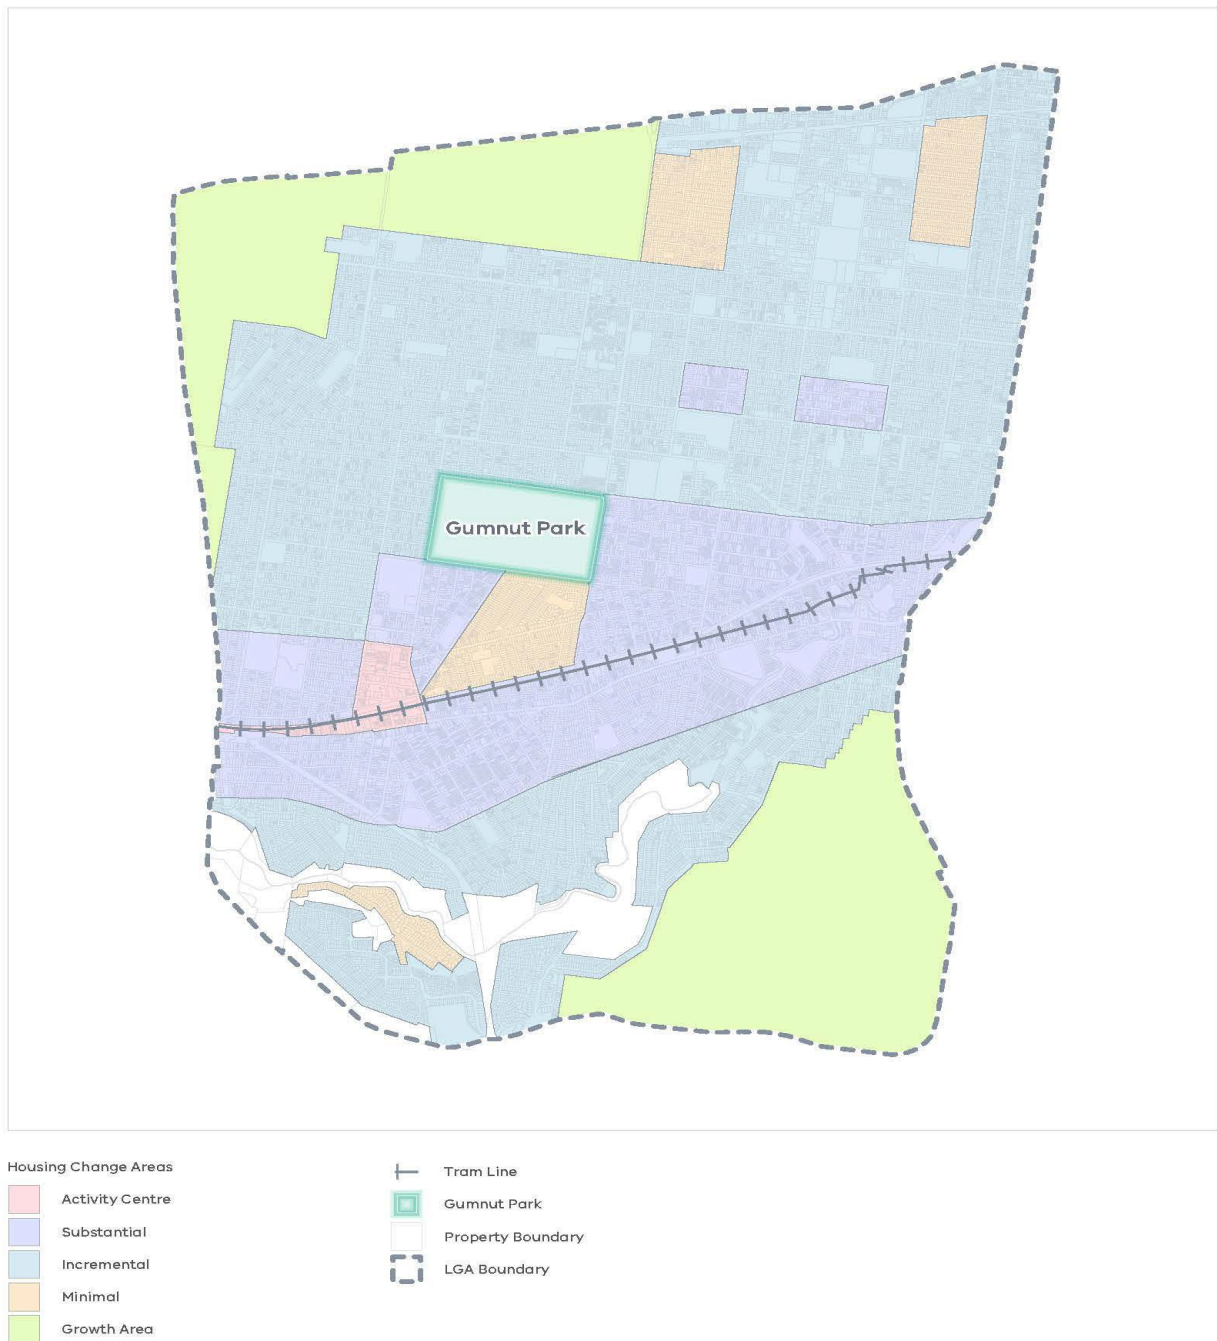 Gumnut Park
Housing Change Areas
Activity Centre
Substantial
Incremental
Minimal
Growth Area
Tram Line
Gumnut Park
Property Boundary
LGA Boundary